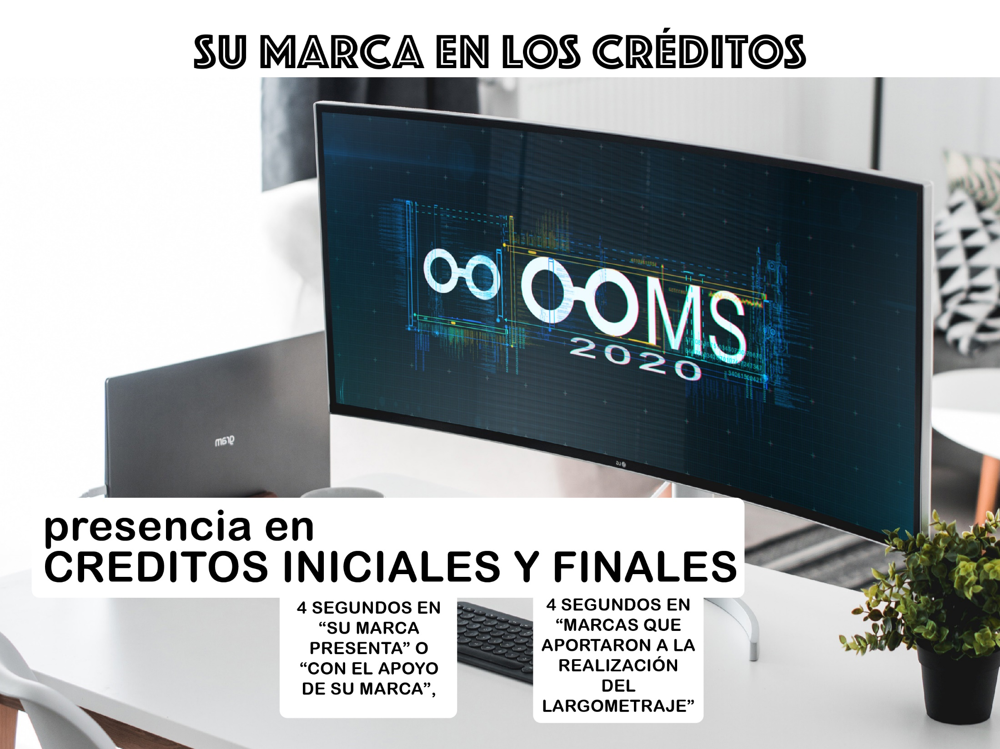 SU MARCA EN LOS CRÉDITOS
OOMS
2020
34061500421
gram
LG
presencia en
CREDITOS INICIALES Y FINALES
4 SEGUNDOS EN
“SU MARCA
PRESENTA” O
“CON EL APOYO
DE SU MARCA”,
4 SEGUNDOS EN
“MARCAS QUE
APORTARON A LA
REALIZACIÓN
DEL
LARGOMETRAJE”